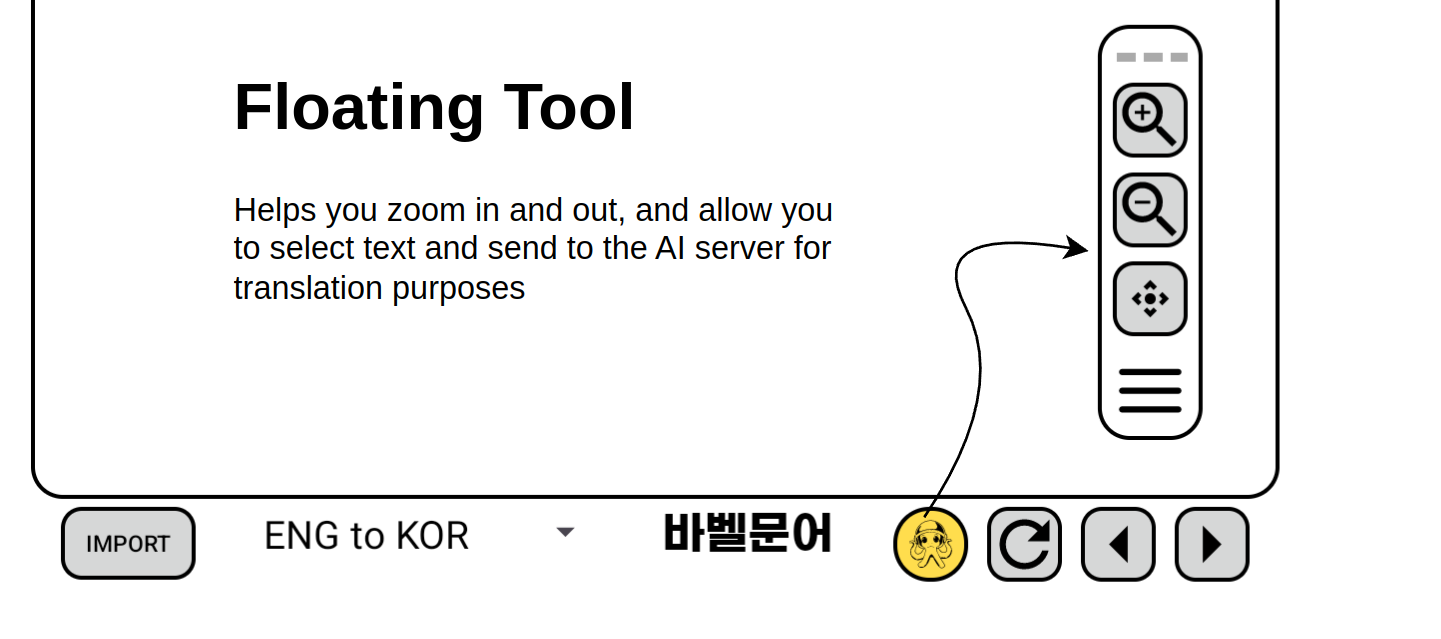 Floating Tool
Helps you zoom in and out, and allow you
to select text and send to the AI server for
translation purposes
IMPORT
ENG to KOR
바벨문어